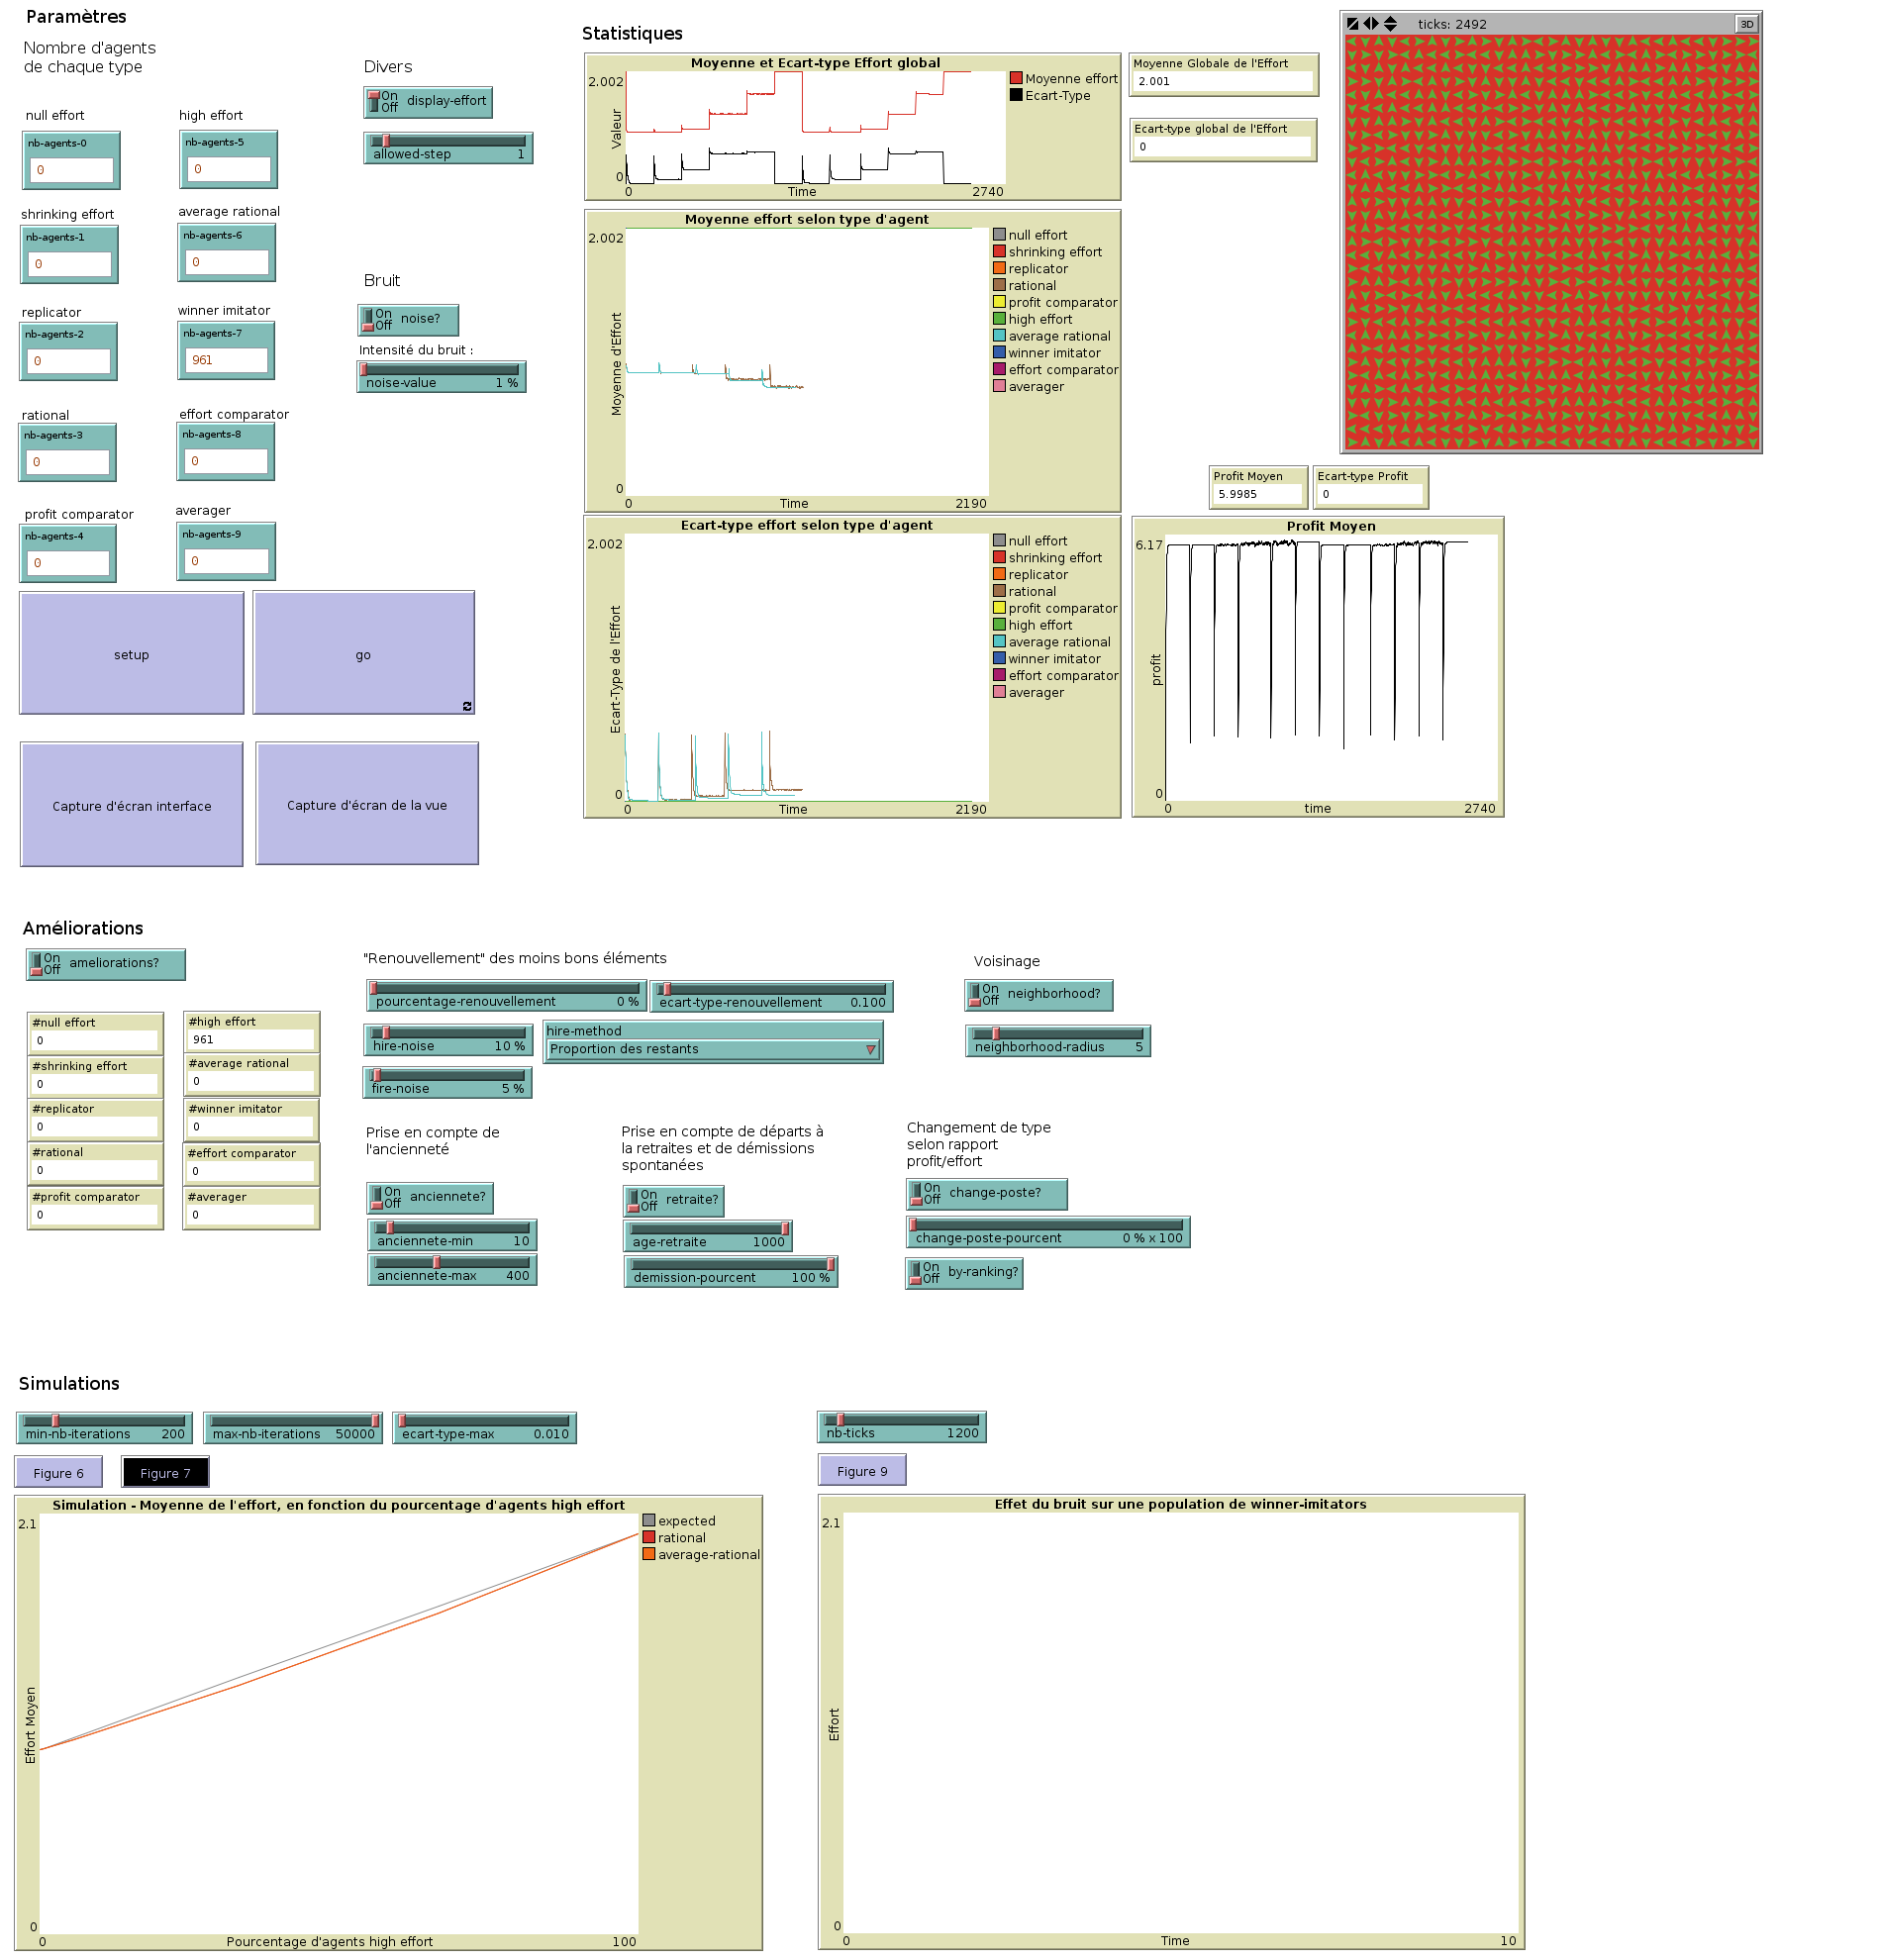 Paramètres
Nombre d'agents
de chaque type
null effort
nb-agents-0
0
high effort
nb-agents-5
0
shrinking effort
nb-agents-1
0
average rational
nb-agents-6
0
replicator
nb-agents-2
0
winner imitator
nb-agents-7
961
rational
nb-agents-3
0
effort comparator
nb-agents-8
0
profit comparator
nb-agents-4
0
averager
nb-agents-9
0
setup
go
Capture d'écran interface
Capture d'écran de la vue
Divers
On
Off
display-effort
allowed-step 1
Bruit
On
Off
noise?
Intensité du bruit :
noise-value 1 %
Statistiques
Moyenne et Ecart-type Effort global
2.002
Valeur
0
0
Time
2740
Moyenne effort
Ecart-Type
Moyenne Globale de l'Effort
2.001
Ecart-type global de l'Effort
0
ticks: 2492
3D
Moyenne effort selon type d'agent
2.002
Moyenne d'Effort
0
0
Time
2190
null effort
shrinking effort
replicator
rational
profit comparator
high effort
average rational
winner imitator
effort comparator
averager
Ecart-type effort selon type d'agent
2.002
Ecart-Type de l'Effort
0
0
Time
2190
null effort
shrinking effort
replicator
rational
profit comparator
high effort
average rational
winner imitator
effort comparator
averager
Profit Moyen
5.9985
Ecart-type Profit
0
Profit Moyen
6.17
profit
0
0
time
2740
Améliorations
On
Off
ameliorations?
#null effort
0
#high effort
961
#shrinking effort
0
#average rational
0
#replicator
0
#winner imitator
0
#rational
0
#effort comparator
0
#profit comparator
0
#averager
0
"Renouvellement" des moins bons éléments
pourcentage-renouvellement 0 %
ecart-type-renouvellement 0.100
hire-noise 10 %
hire-method
Proportion des restants
fire-noise 5 %
Voisinage
On
Off
neighborhood?
neighborhood-radius 5
Prise en compte de
l'ancienneté
On
Off
anciennete?
anciennete-min 10
anciennete-max 400
Prise en compte de départs à
la retraites et de démissions
spontanées
On
Off
retraite?
age-retraite 1000
demission-pourcent 100 %
Changement de type
selon rapport
profit/effort
On
Off
change-poste?
change-poste-pourcent 0 % x 100
On
Off
by-ranking?
Simulations
min-nb-iterations 200
max-nb-iterations 50000
ecart-type-max 0.010
Figure 6
Figure 7
Simulation - Moyenne de l'effort, en fonction du pourcentage d'agents high effort
2.1
Effort Moyen
0
0
Pourcentage d'agents high effort
100
expected
rational
average-rational
nb-ticks 1200
Figure 9
Effet du bruit sur une population de winner-imitators
2.1
Effort
0
0
Time
10